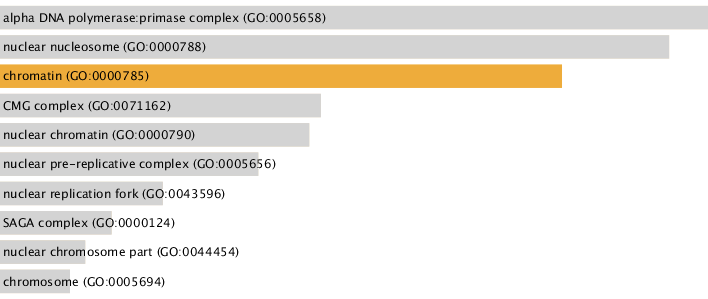 alpha DNA polymerase:primase complex (GO:0005658)
nuclear nucleosome (GO:0000788)
chromatin (GO:0000785)
CMG complex (GO:0071162)
nuclear chromatin (GO:0000790)
nuclear pre-replicative complex (GO:0005656)
nuclear replication fork (GO:0043596)
SAGA complex (GO:0000124)
nuclear chromosome part (GO:0044454)
chromosome (GO:0005694)